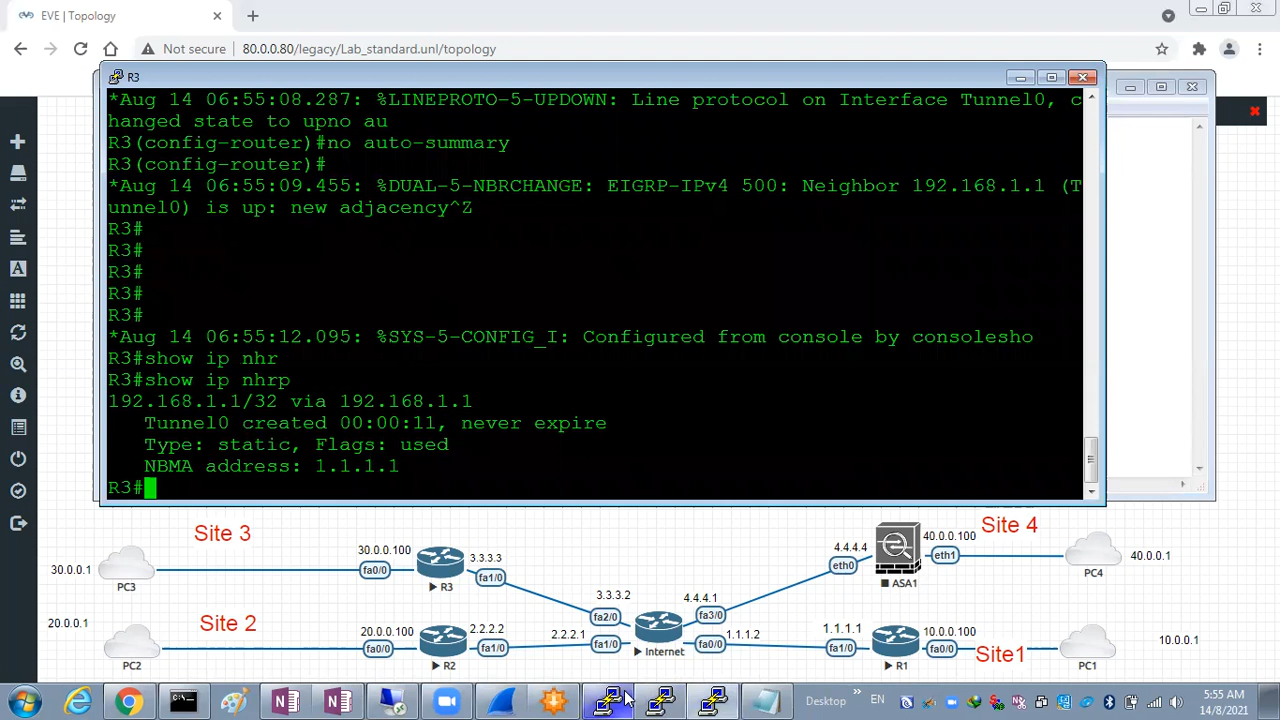 EVE | Topology
Not secure
80.0.0.80/legacy/Lab_standard.unl/topology
R3
*Aug 14 06:55:08.287: %LINEPROTO-5-UPDOWN: Line protocol on Interface Tunnel0, c
hanged state to upno au
R3(config-router)#no auto-summary
R3(config-router)#
*Aug 14 06:55:09.455: %DUAL-5-NBRCHANGE: EIGRP-IPv4 500: Neighbor 192.168.1.1 (T
unnel0) is up: new adjacency^Z
R3#
R3#
R3#
R3#
R3#
*Aug 14 06:55:12.095: %SYS-5-CONFIG_I: Configured from console by consolesho
R3#show ip nhr
R3#show ip nhrp
192.168.1.1/32 via 192.168.1.1
Tunnel0 created 00:00:11, never expire
Type: static, Flags: used
NBMA address: 1.1.1.1
R3#
Site 3
Site 4
30.0.0.1
PC3
30.0.0.100
fa0/0
R3
3.3.3.3
fa1/0
4.4.4.4
eth0
ASA1
40.0.0.100
eth1
PC4
40.0.0.1
3.3.3.2
fa2/0
4.4.4.1
fa3/0
20.0.0.1
PC2
Site 2
20.0.0.100
fa0/0
R2
2.2.2.2
fa1/0
2.2.2.1
fa1/0
Internet
fa0/0
1.1.1.2
1.1.1.1
fa1/0
R1
10.0.0.100
fa0/0
Site1
PC1
10.0.0.1
Desktop
EN
5:55 AM
14/8/2021